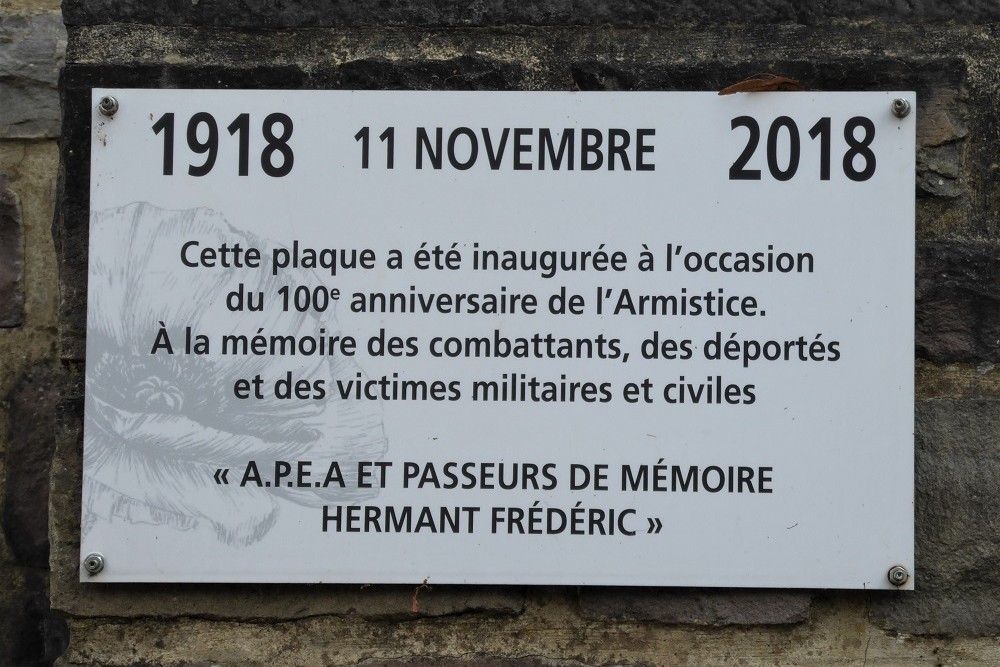 1918 11 NOVEMBRE 2018
Cette plaque a été inaugurée à l’occasion
du 100e anniversaire de l’Armistice.
À la mémoire des combattants, des déportés
et des victimes militaires et civiles
« A.P.E.A ET PASSEURS DE MÉMOIRE
HERMANT FRÉDÉRIC »